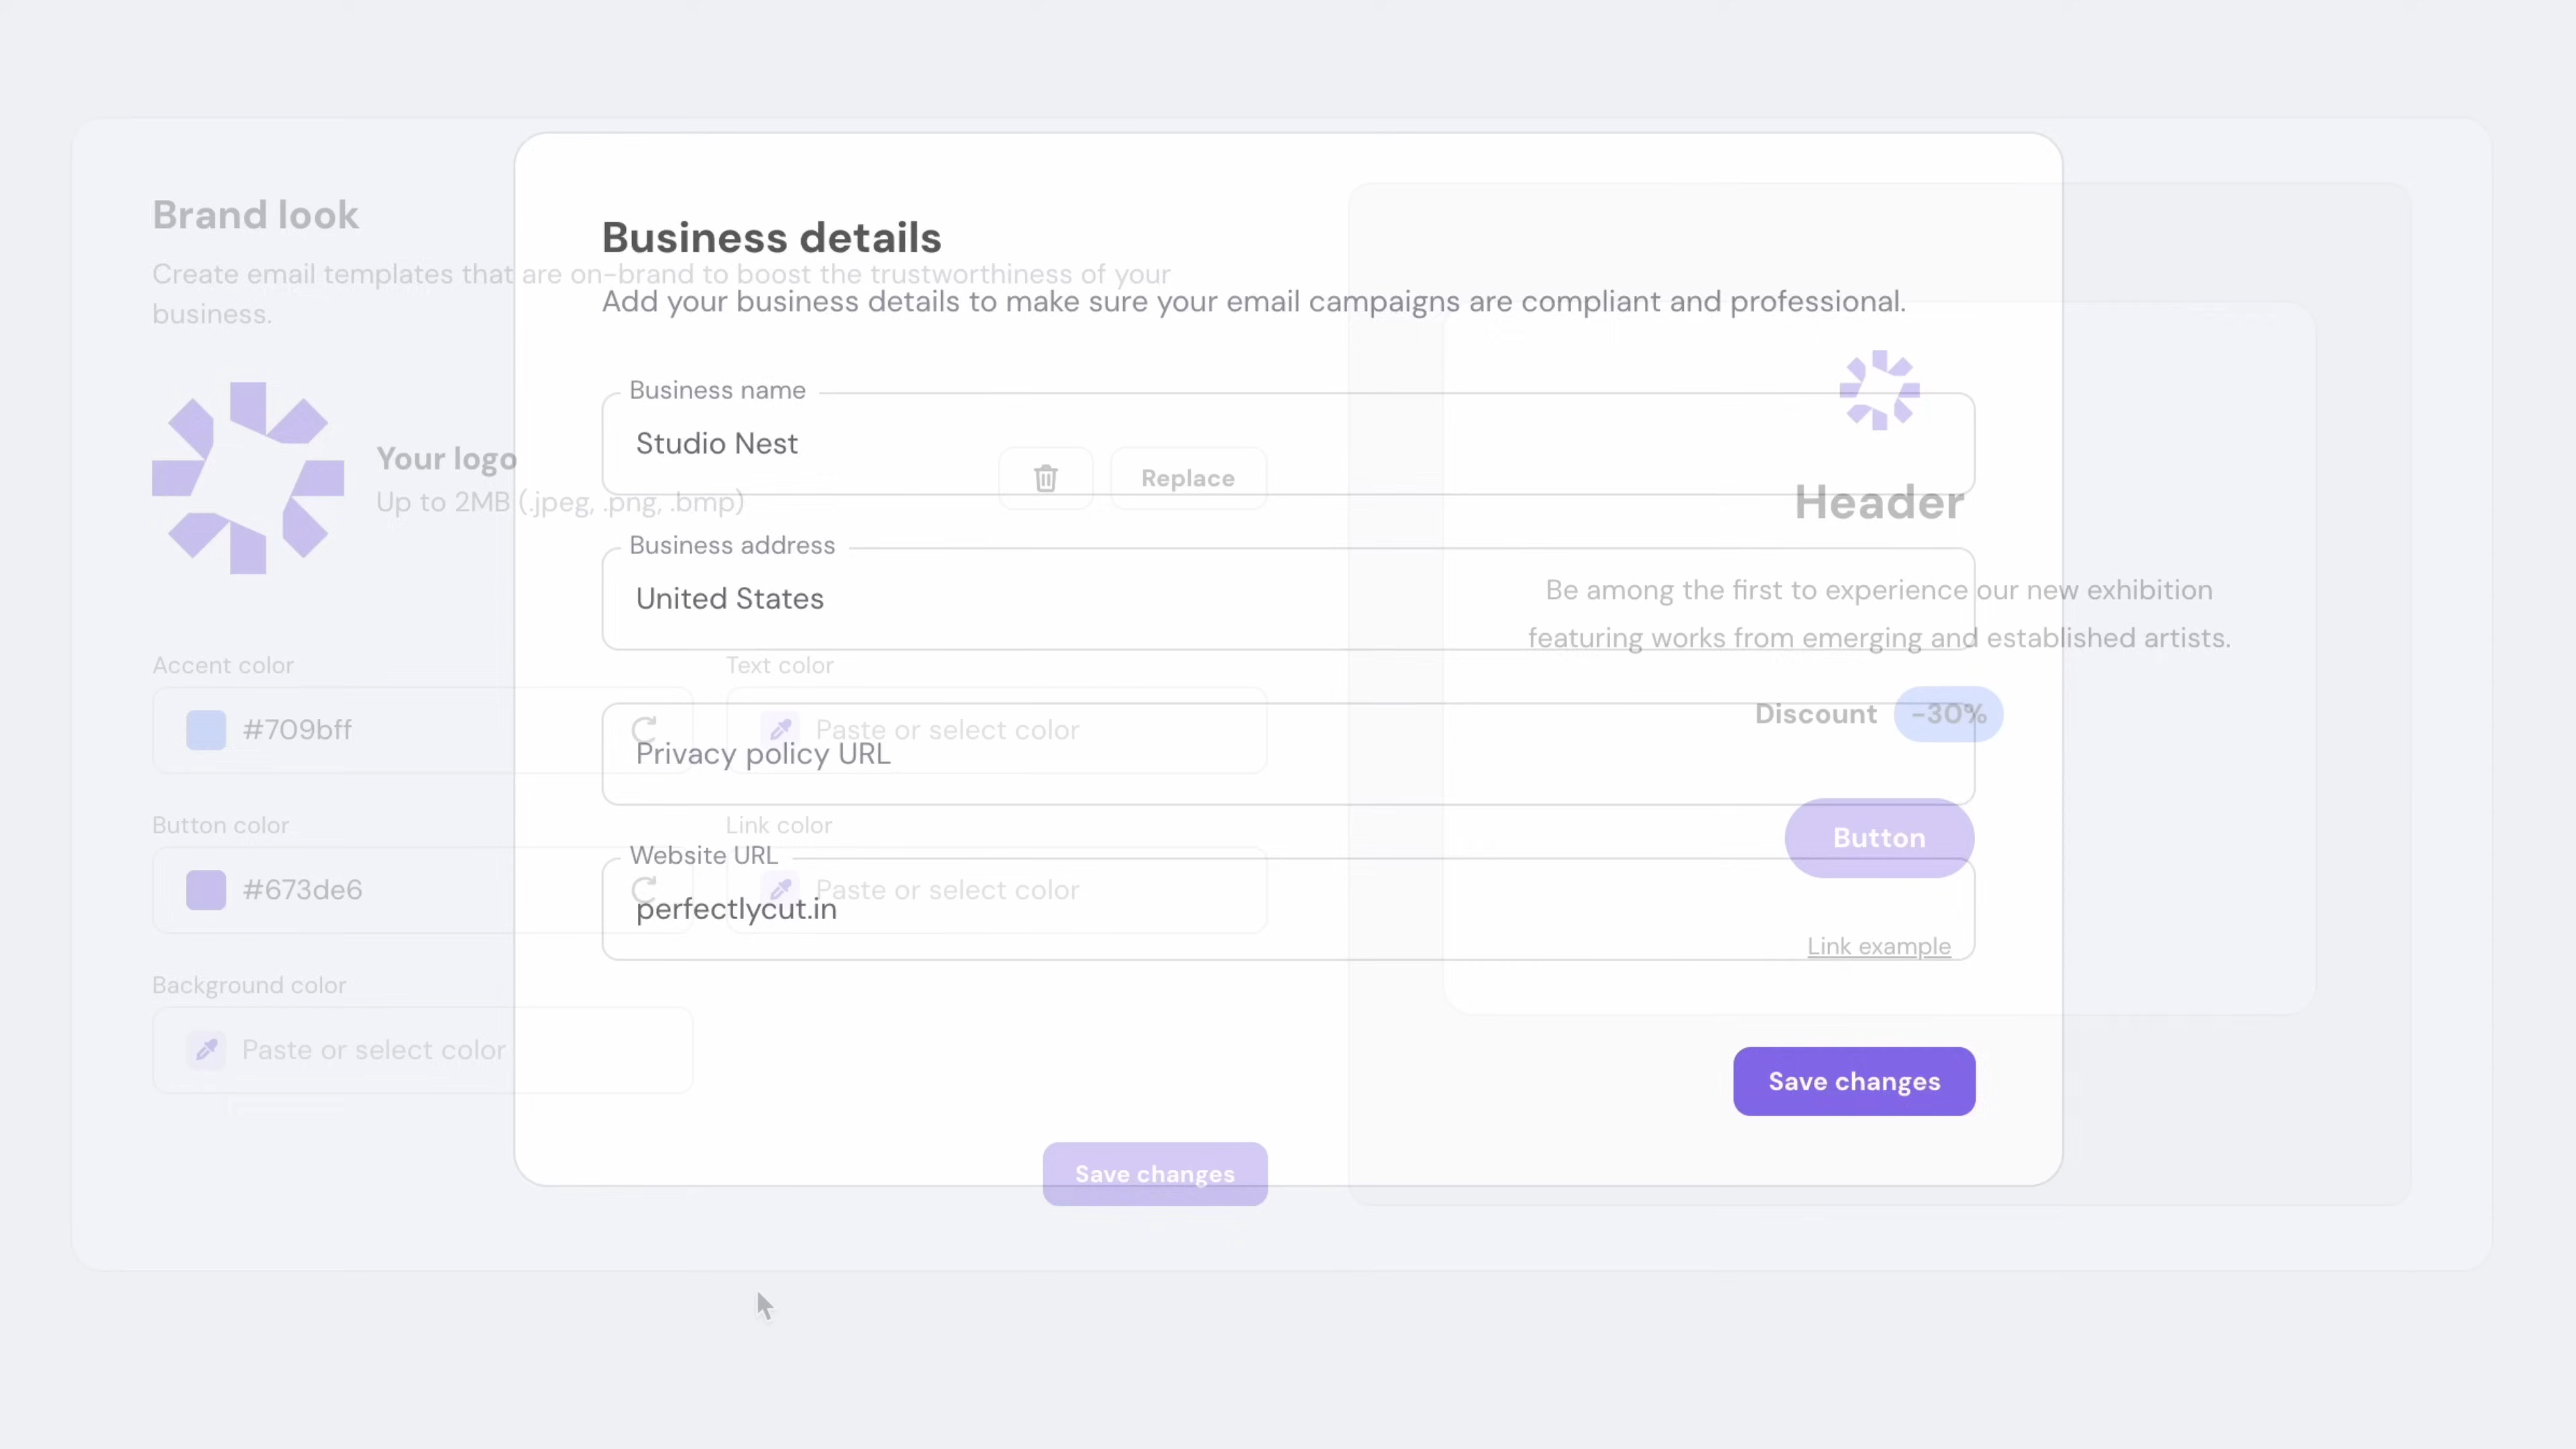 Brand look
Create email templates that are on-brand to boost the trustworthiness of your
business.
Your logo
Up to 2MB (.jpeg, .png, .bmp)
Replace
Accent color
#709bff
Text color
Paste or select color
Button color
#673de6
Link color
Paste or select color
Background color
Paste or select color
Save changes
Business details
Add your business details to make sure your email campaigns are compliant and professional.
Business name
Studio Nest
Business address
United States
Privacy policy URL
Website URL
perfectlycut.in
Save changes
Header
Be among the first to experience our new exhibition
featuring works from emerging and established artists.
Discount -30%
Button
Link example